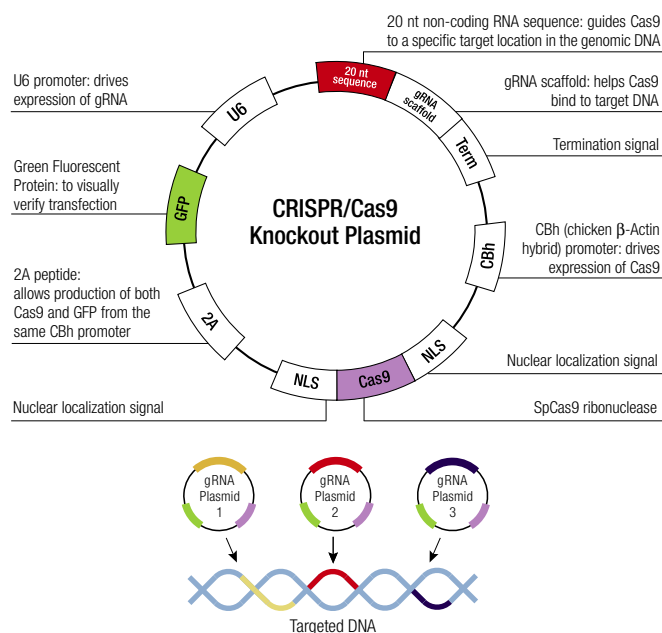 20 nt non-coding RNA sequence: guides Cas9
to a specific target location in the genomic DNA
U6 promoter: drives
expression of gRNA
gRNA scaffold: helps Cas9
bind to target DNA
Termination signal
Green Fluorescent
Protein: to visually
verify transfection
CBh (chicken β-Actin
hybrid) promoter: drives
expression of Cas9
2A peptide:
allows production of both
Cas9 and GFP from the
same CBh promoter
Nuclear localization signal
Nuclear localization signal
SpCas9 ribonuclease
CRISPR/Cas9
Knockout Plasmid
20 nt
sequence
gRNA
scaffold
Term
CBh
NLS
Cas9
NLS
2A
GFP
U6
gRNA
Plasmid
1
gRNA
Plasmid
2
gRNA
Plasmid
3
Targeted DNA